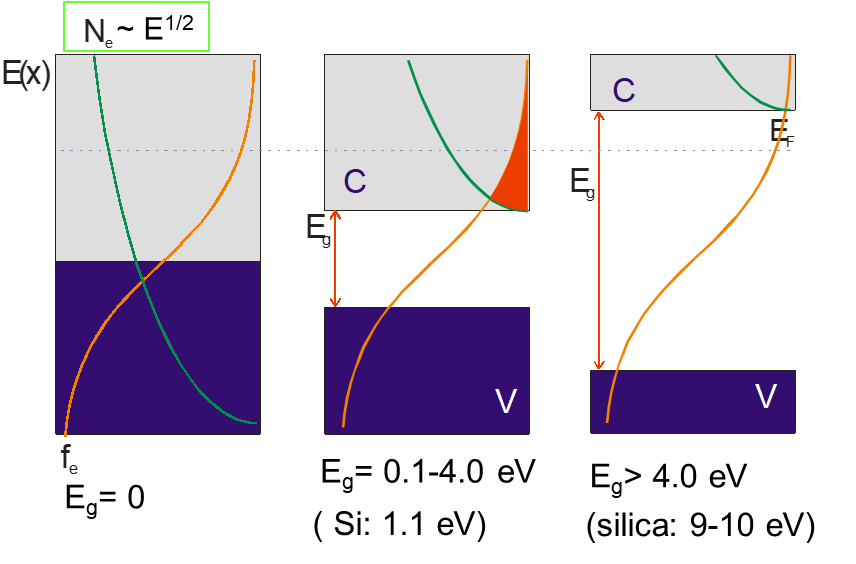 Ne ~ E1/2
E(x)
C
C
EF
Eg
Eg
V
V
fe
Eg= 0
Eg= 0.1-4.0 eV
( Si: 1.1 eV)
Eg> 4.0 eV
(silica: 9-10 eV)